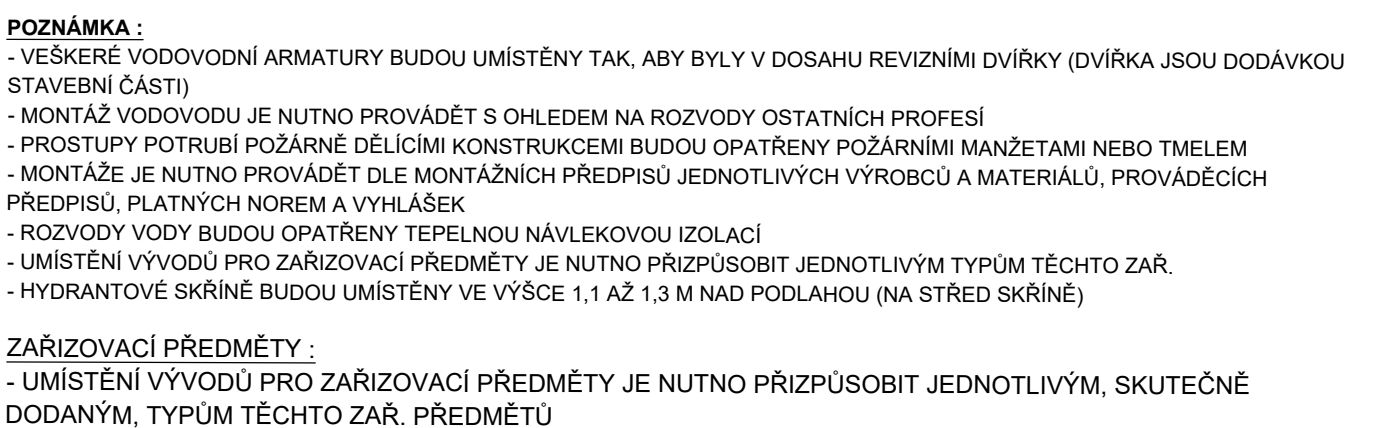 POZNÁMKA :
- VEŠKERÉ VODOVODNÍ ARMATURY BUDOU UMÍSTĚNY TAK, ABY BYLY V DOSAHU REVIZNÍMI DVÍŘKY (DVÍŘKA JSOU DODÁVKOU
STAVEBNÍ ČÁSTI)
- MONTÁŽ VODOVODU JE NUTNO PROVÁDĚT S OHLEDEM NA ROZVODY OSTATNÍCH PROFESÍ
- PROSTUPY POTRUBÍ POŽÁRNĚ DĚLÍCÍMI KONSTRUKCEMI BUDOU OPATŘENY POŽÁRNÍMI MANŽETAMI NEBO TMELEM
- MONTÁŽE JE NUTNO PROVÁDĚT DLE MONTÁŽNÍCH PŘEDPISŮ JEDNOTLIVÝCH VÝROBCŮ A MATERIÁLŮ, PROVÁDĚCÍCH
PŘEDPISŮ, PLATNÝCH NOREM A VYHLÁŠEK
- ROZVODY VODY BUDOU OPATŘENY TEPELNOU NÁVLEKOVOU IZOLACÍ
- UMÍSTĚNÍ VÝVODŮ PRO ZAŘIZOVACÍ PŘEDMĚTY JE NUTNO PŘIZPŮSOBIT JEDNOTLIVÝM TYPŮM TĚCHTO ZAŘ.
- HYDRANTOVÉ SKŘÍNĚ BUDOU UMÍSTĚNY VE VÝŠCE 1,1 AŽ 1,3 M NAD PODLAHOU (NA STŘED SKŘÍNĚ)
ZAŘIZOVACÍ PŘEDMĚTY :
- UMÍSTĚNÍ VÝVODŮ PRO ZAŘIZOVACÍ PŘEDMĚTY JE NUTNO PŘIZPŮSOBIT JEDNOTLIVÝM, SKUTEČNĚ
DODANÝM, TYPŮM TĚCHTO ZAŘ. PŘEDMĚTŮ